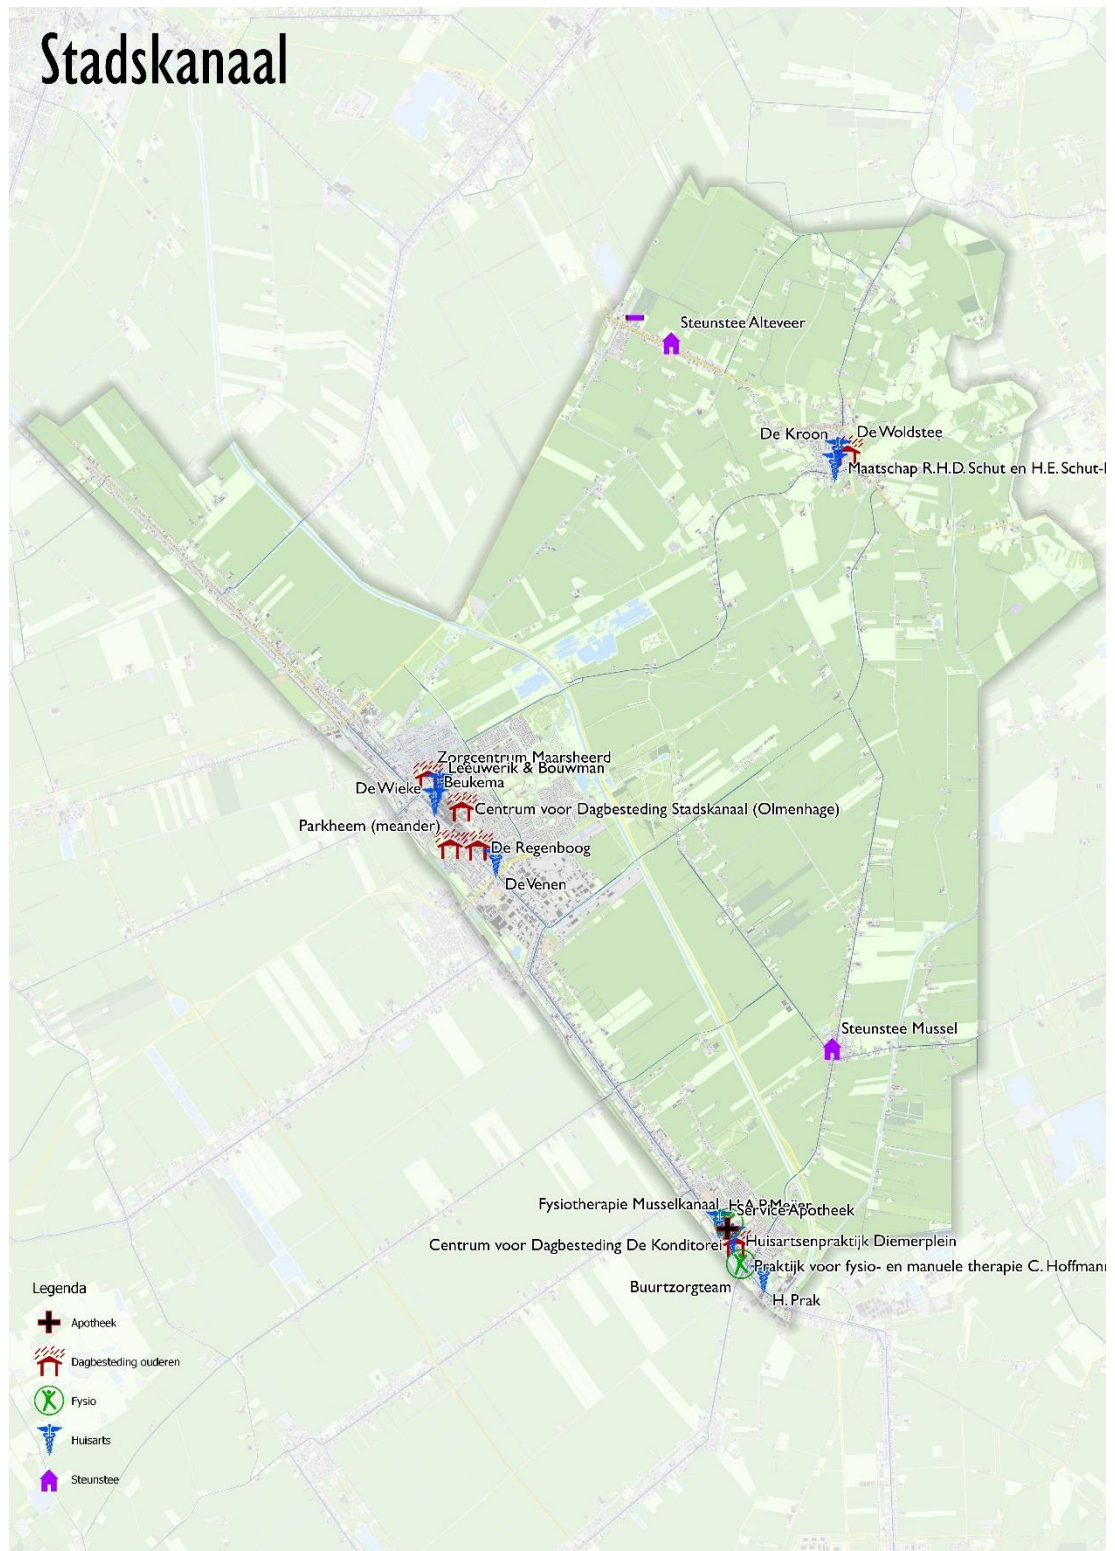 Stadskanaal
Steunstee Alteveer
De Kroon
De Woldstee
Maatschap R.H.D. Schut en H.E. Schut-
Zorgcentrum Maarsheerd
Leeuwerik & Bouwman
Beukema
De Wieke
Centrum voor Dagbesteding Stadskanaal (Olmenhage)
Parkheem (meander)
De Regenboog
De Venen
Steunstee Mussel
Fysiotherapie Musselkanaal
H.A.P. Meijer
Service Apotheek
Huisartsenpraktijk Diemerplein
Centrum voor Dagbesteding De Konditorei
Praktijk voor fysio- en manuele therapie C. Hoffmann
Buurtzorgteam
H. Prak
Legenda
Apotheek
Dagbesteding ouderen
Fysio
Huisarts
Steunstee